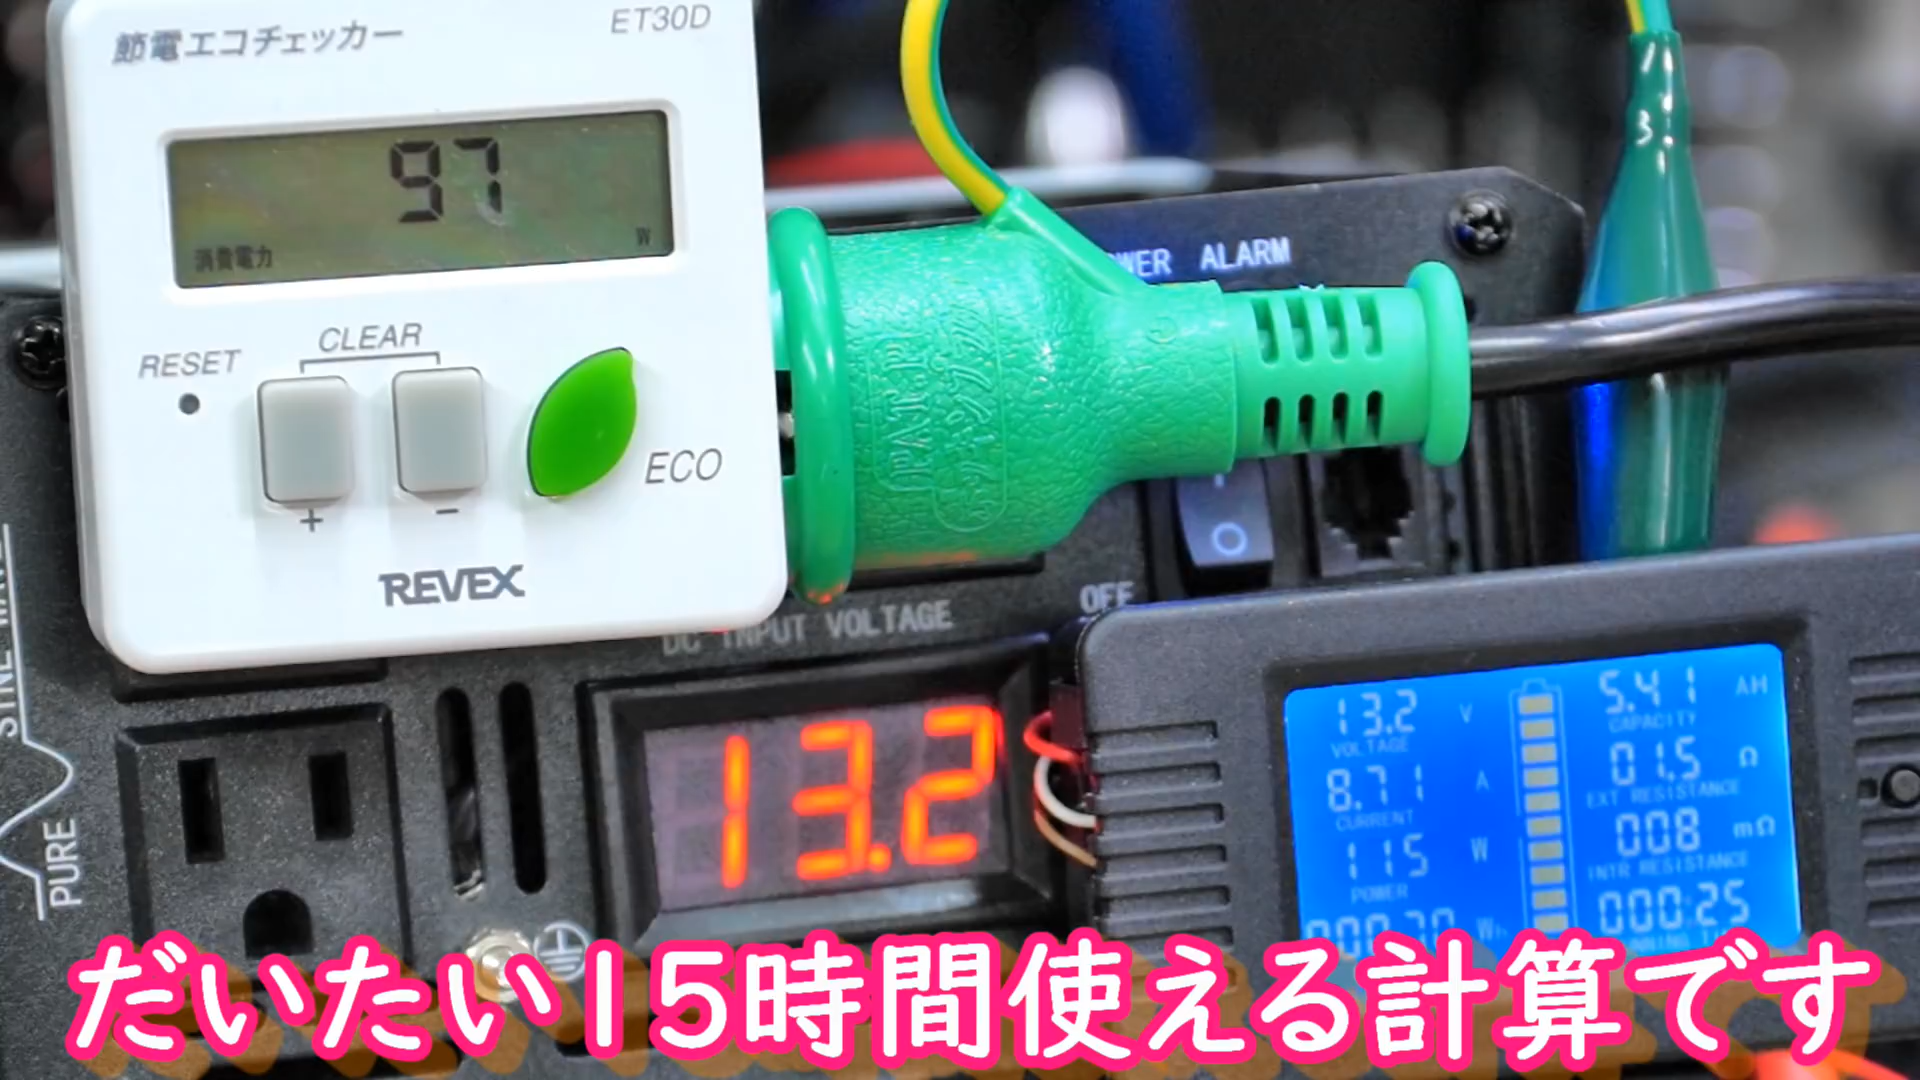 節電エコチェッカー
ET30D
97
消費電力
W
RESET
CLEAR
+
-
ECO
REVEX
ALARM
PAT.P
OFF
DC INPUT VOLTAGE
13.2
PURE
13.2 V
VOLTAGE
8.71 A
CURRENT
115 W
POWER
5.41 AH
CAPACITY
01.5 Ω
EXT RESISTANCE
008 mΩ
INTR RESISTANCE
000:25
だいたい15時間使える計算です